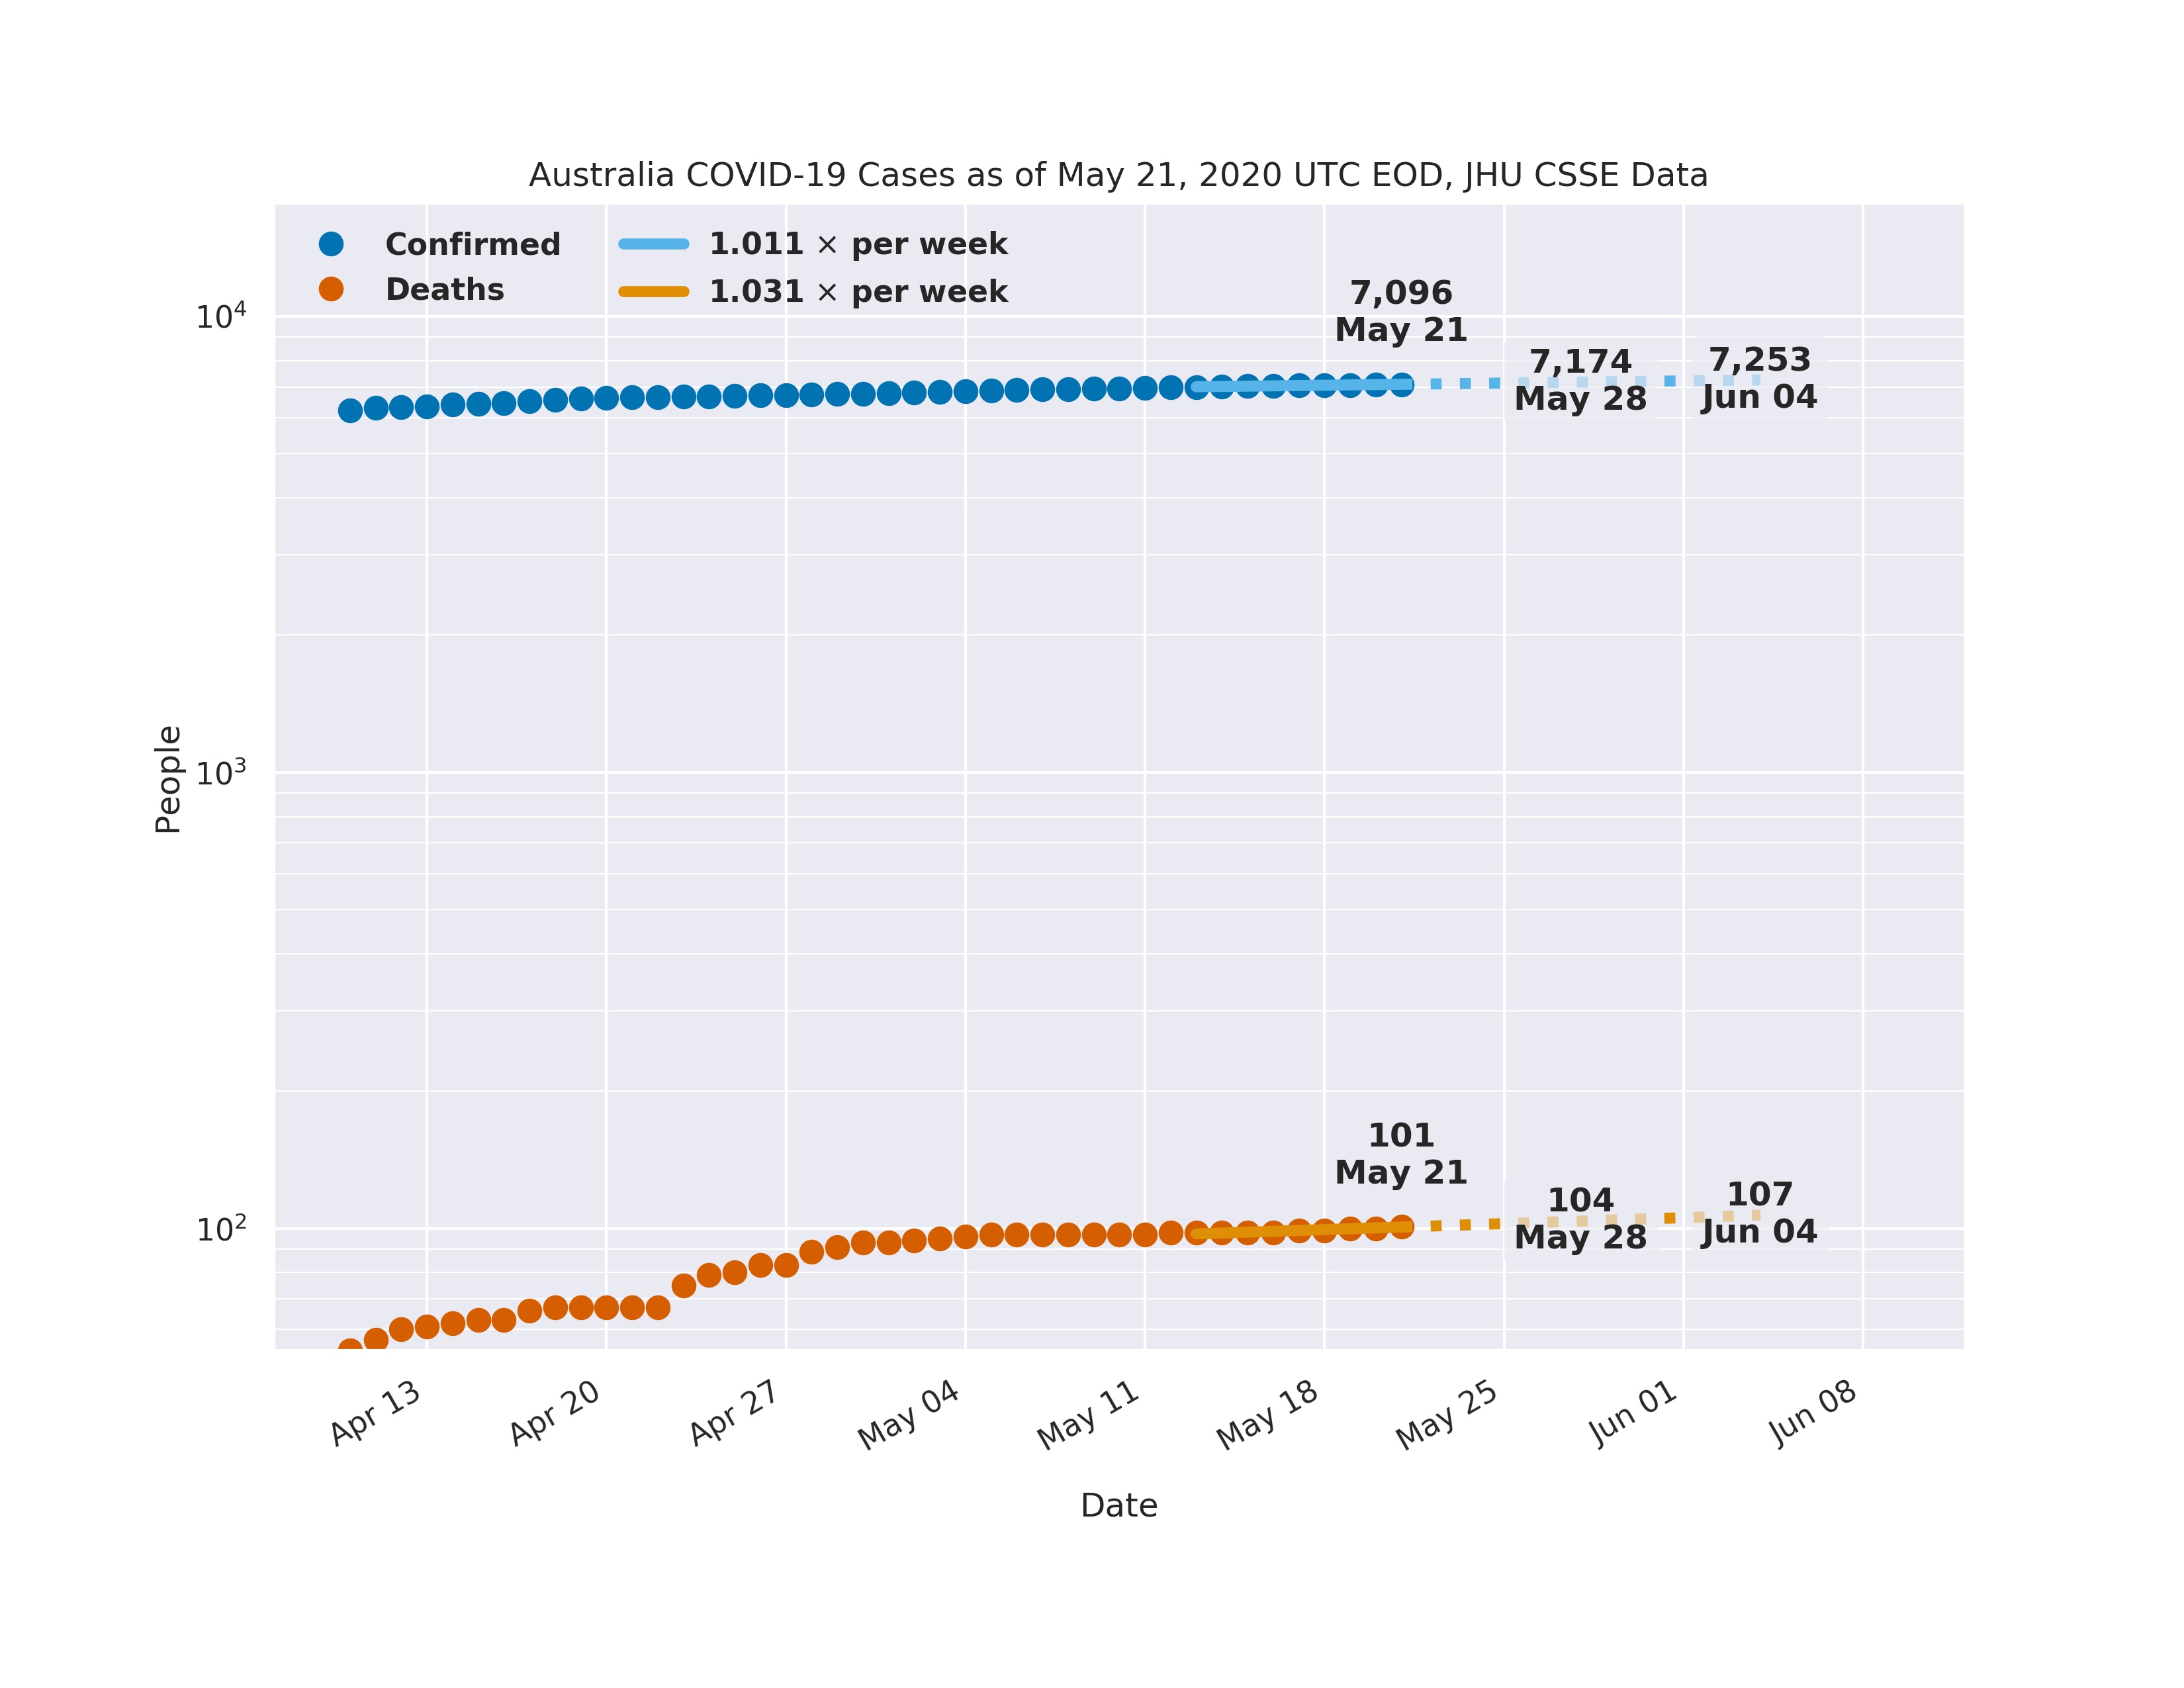 Australia COVID-19 Cases as of May 21, 2020 UTC EOD, JHU CSSE Data
Confirmed
Deaths
1.011 × per week
1.031 × per week
7,096
May 21
7,174
May 28
7,253
Jun 04
101
May 21
104
May 28
107
Jun 04
People
10⁴
10³
10²
Apr 13
Apr 20
Apr 27
May 04
May 11
May 18
May 25
Jun 01
Jun 08
Date